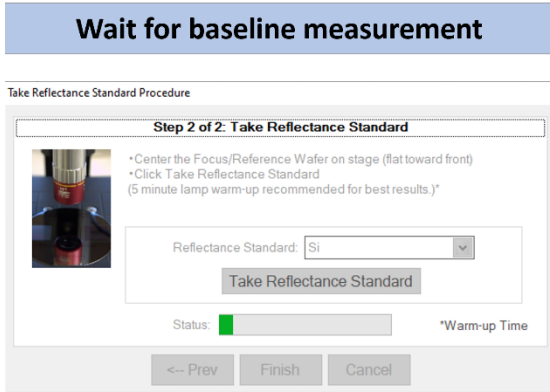 Wait for baseline measurement
Take Reflectance Standard Procedure
Step 2 of 2: Take Reflectance Standard
•Center the Focus/Reference Wafer on stage (flat toward front)
•Click Take Reflectance Standard
(5 minute lamp warm-up recommended for best results.)*
Reflectance Standard: Si
Take Reflectance Standard
Status:
*Warm-up Time
<-- Prev
Finish
Cancel